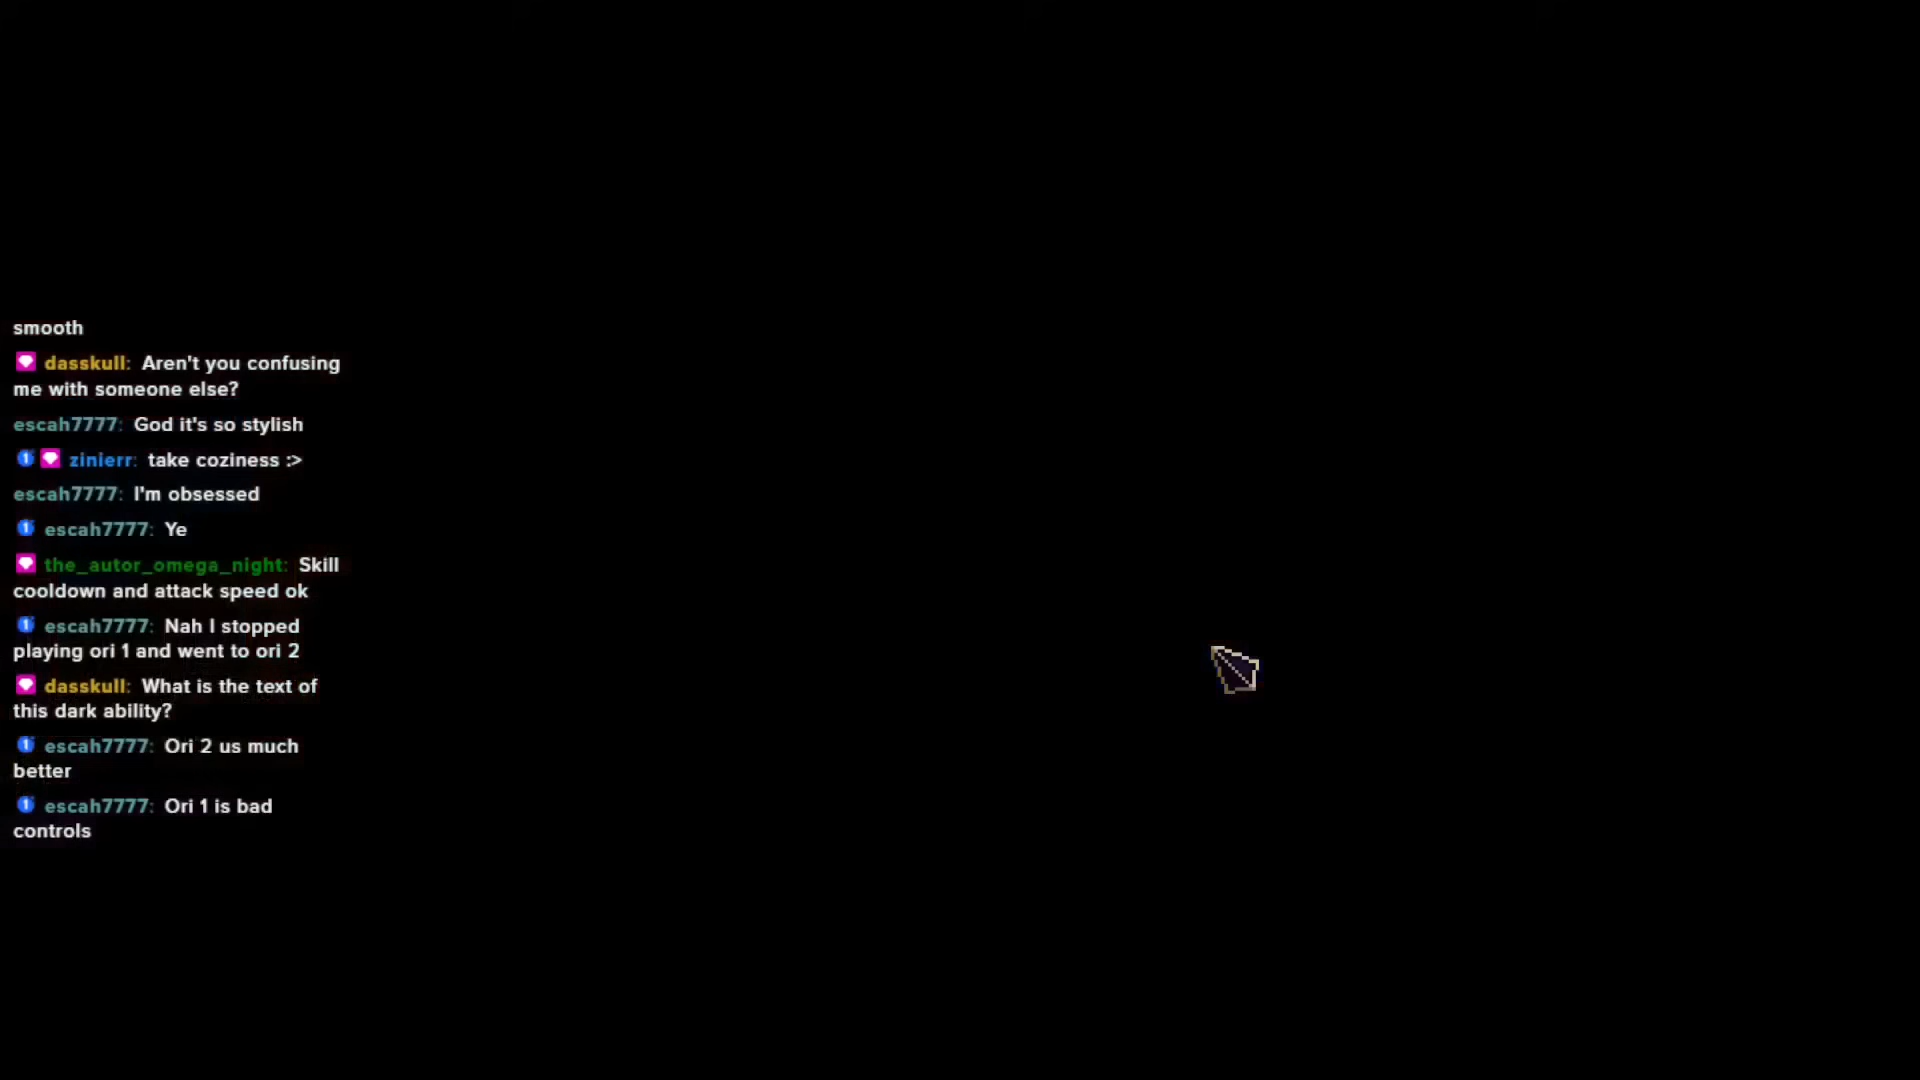 smooth
dasskull: Aren't you confusing
me with someone else?
escah7777: God it's so stylish
zinierr: take coziness :>
escah7777: I'm obsessed
escah7777: Ye
the_autor_omega_night: Skill
cooldown and attack speed ok
escah7777: Nah I stopped
playing ori 1 and went to ori 2
dasskull: What is the text of
this dark ability?
escah7777: Ori 2 us much
better
escah7777: Ori 1 is bad
controls